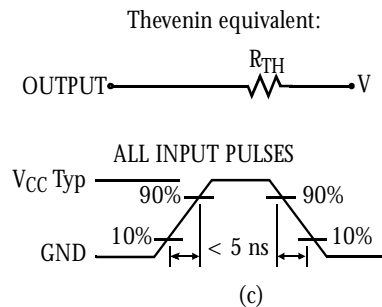 Thevenin equivalent:
R_TH
OUTPUT V
ALL INPUT PULSES
V_CC Typ
90% 90%
10% 10%
< 5 ns
GND
(c)